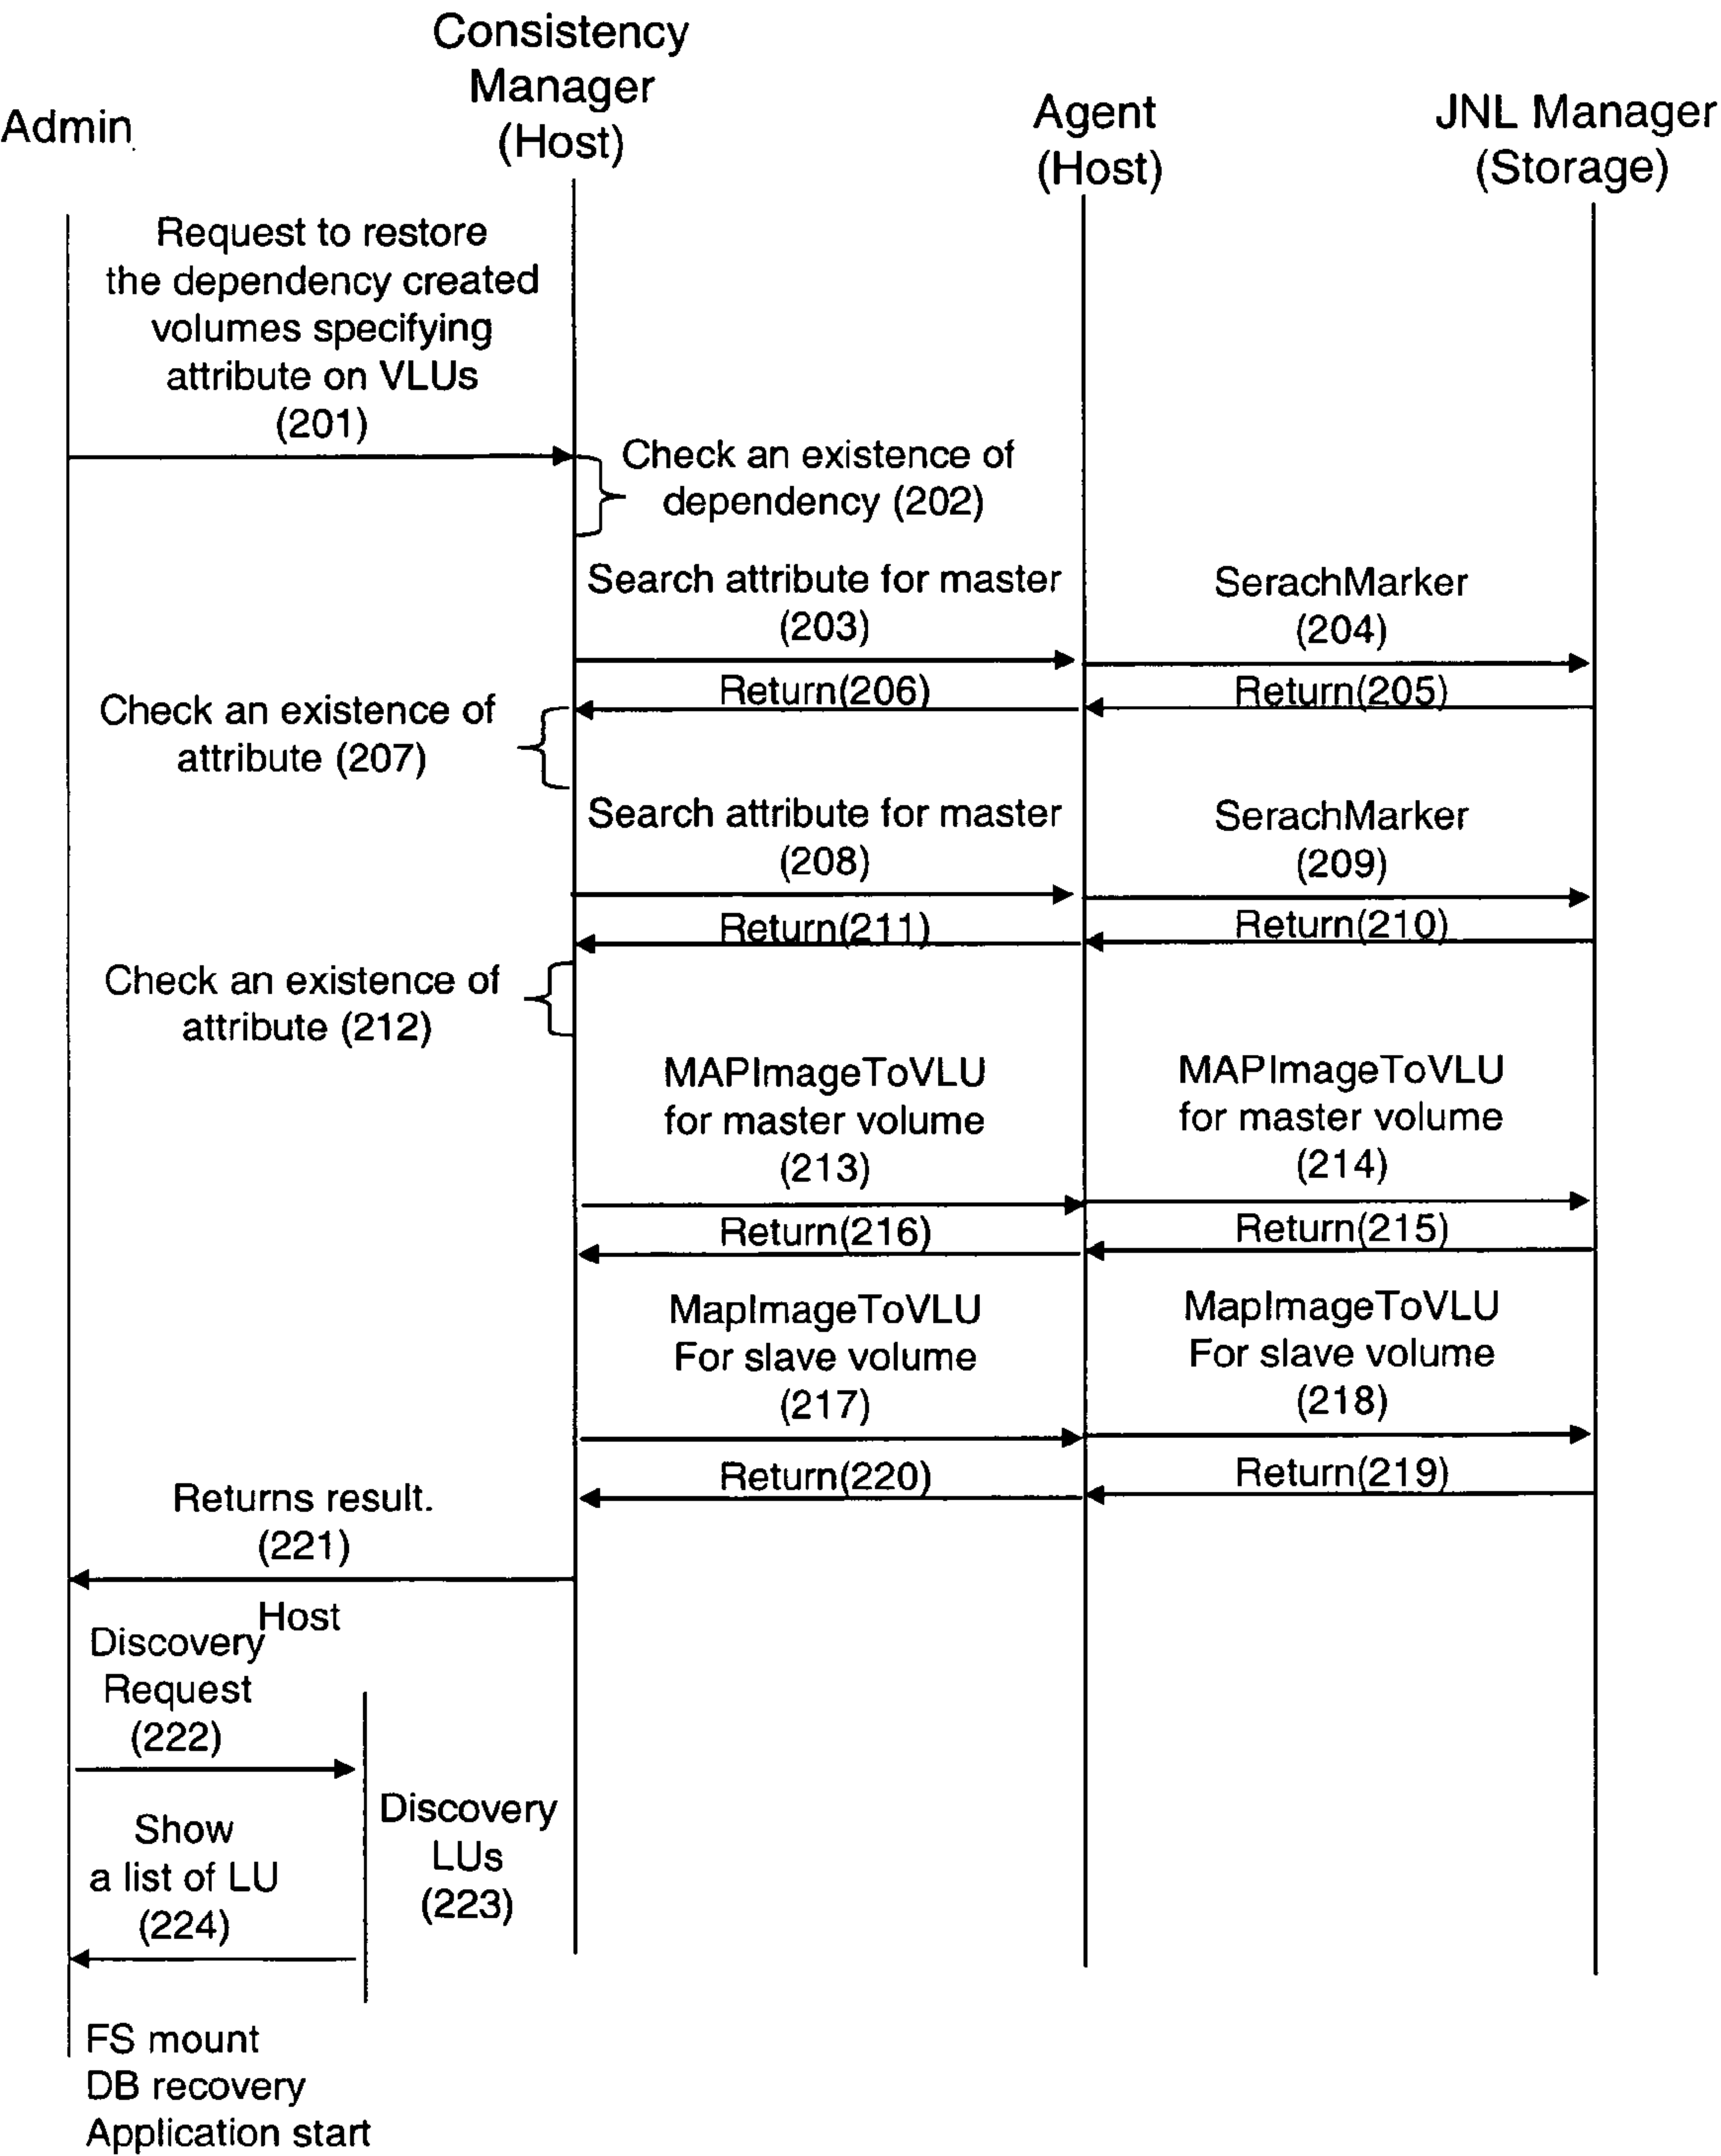 Admin
Consistency
Manager
(Host)
Agent
(Host)
JNL Manager
(Storage)
Request to restore
the dependency created
volumes specifying
attribute on VLUs
(201)
Check an existence of
dependency (202)
Search attribute for master
(203)
SerachMarker
(204)
Return(206)
Return(205)
Check an existence of
attribute (207)
Search attribute for master
(208)
SerachMarker
(209)
Return(211)
Return(210)
Check an existence of
attribute (212)
MAPImageToVLU
for master volume
(213)
MAPImageToVLU
for master volume
(214)
Return(216)
Return(215)
MapImageToVLU
For slave volume
(217)
MapImageToVLU
For slave volume
(218)
Return(220)
Return(219)
Returns result.
(221)
Host
Discovery
Request
(222)
Discovery
LUs
(223)
Show
a list of LU
(224)
FS mount
DB recovery
Application start